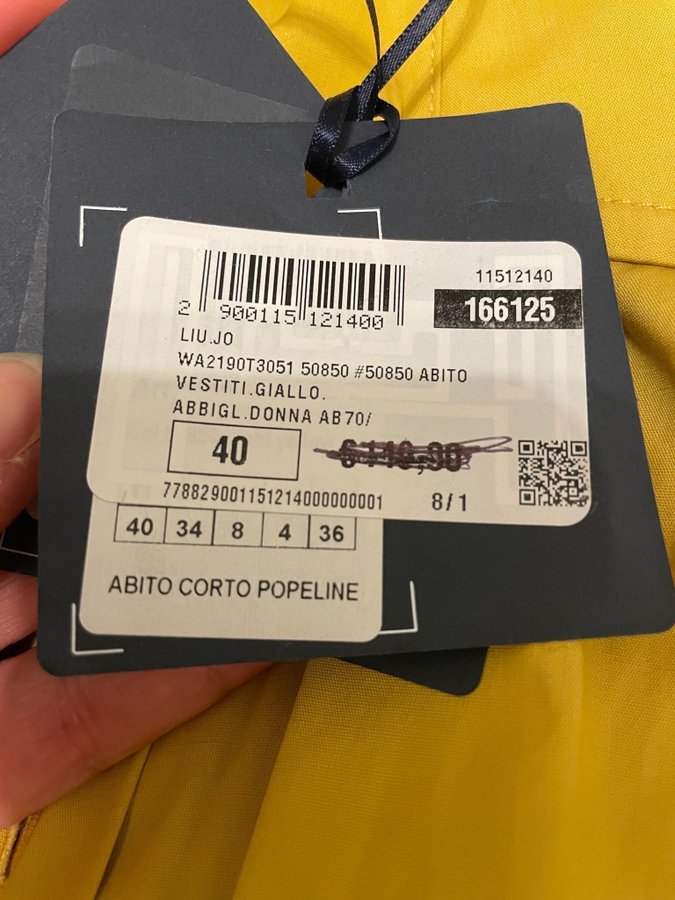 11512140
166125
2 900115 121400
LIU.JO
WA2190T3051 50850 #50850 ABITO
VESTITI.GIALLO.
ABBIGL.DONNA AB70/
40
7788290011512140000000001 8/1
40 34 8 4 36
ABITO CORTO POPELINE